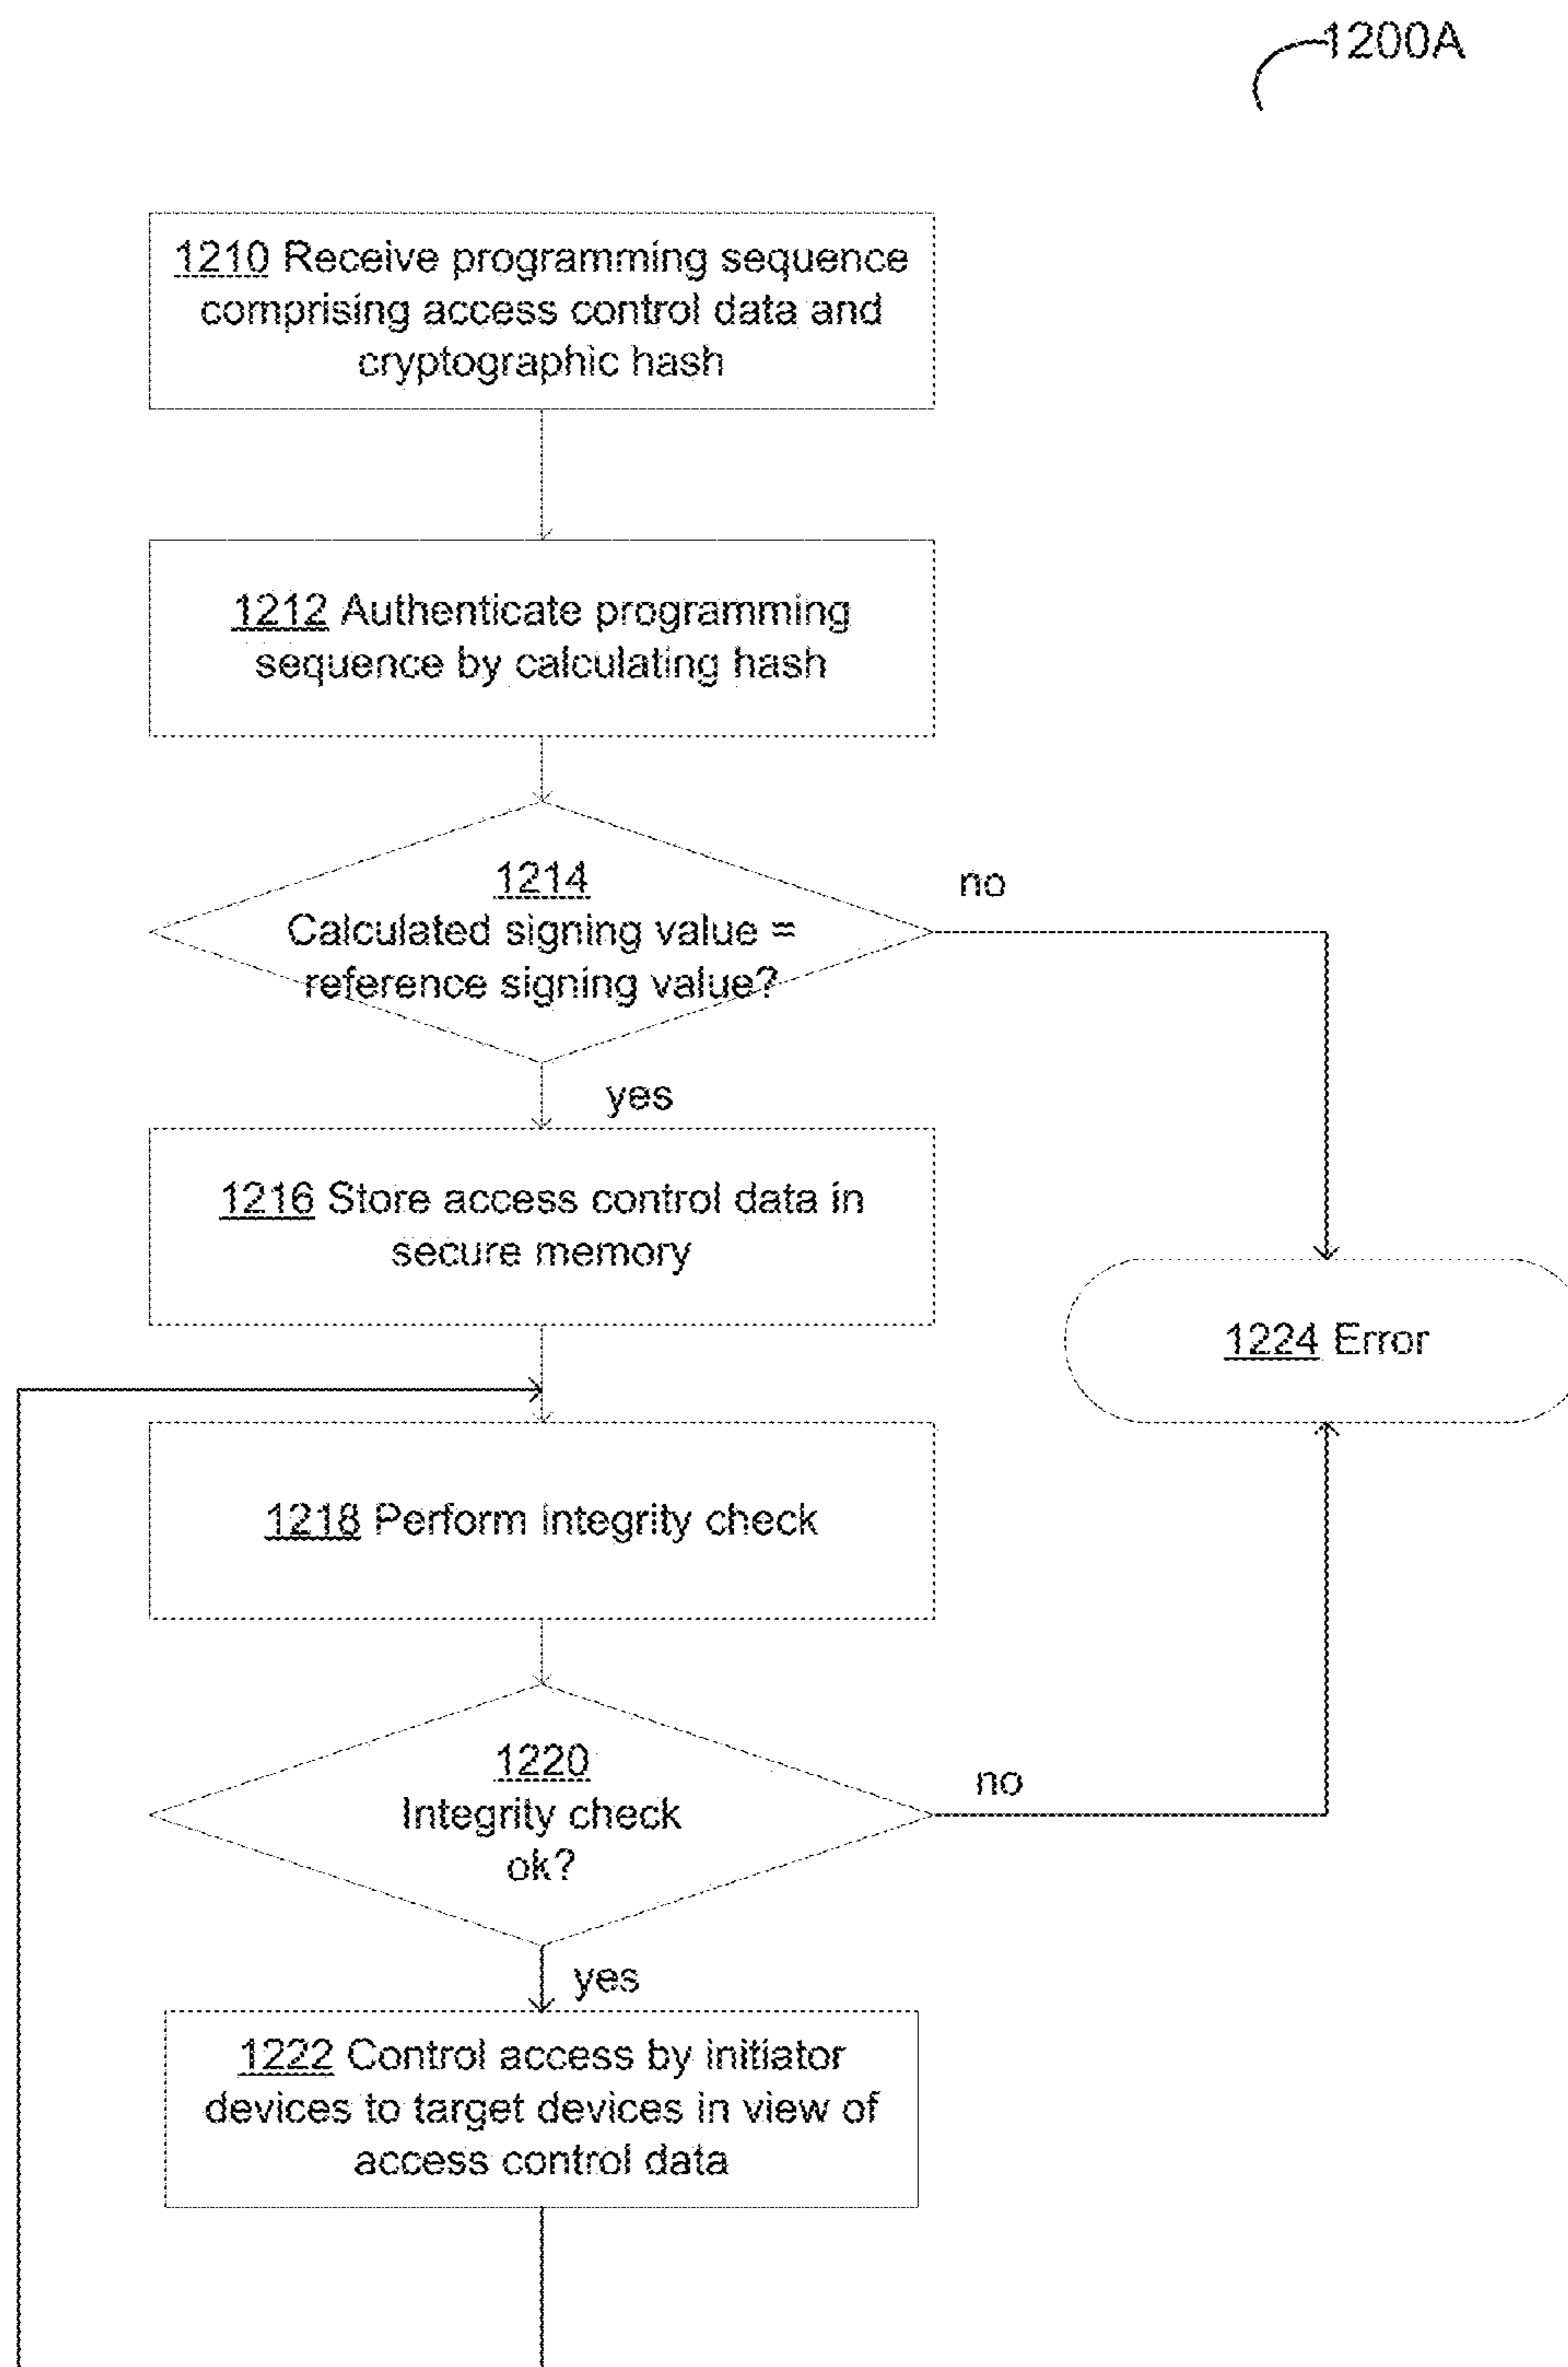 1200A
1210 Receive programming sequence
comprising access control data and
cryptographic hash
1212 Authenticate programming
sequence by calculating hash
1214
Calculated signing value =
reference signing value?
no
yes
1216 Store access control data in
secure memory
1224 Error
1218 Perform integrity check
1220
Integrity check
ok?
no
yes
1222 Control access by initiator
devices to target devices in view of
access control data